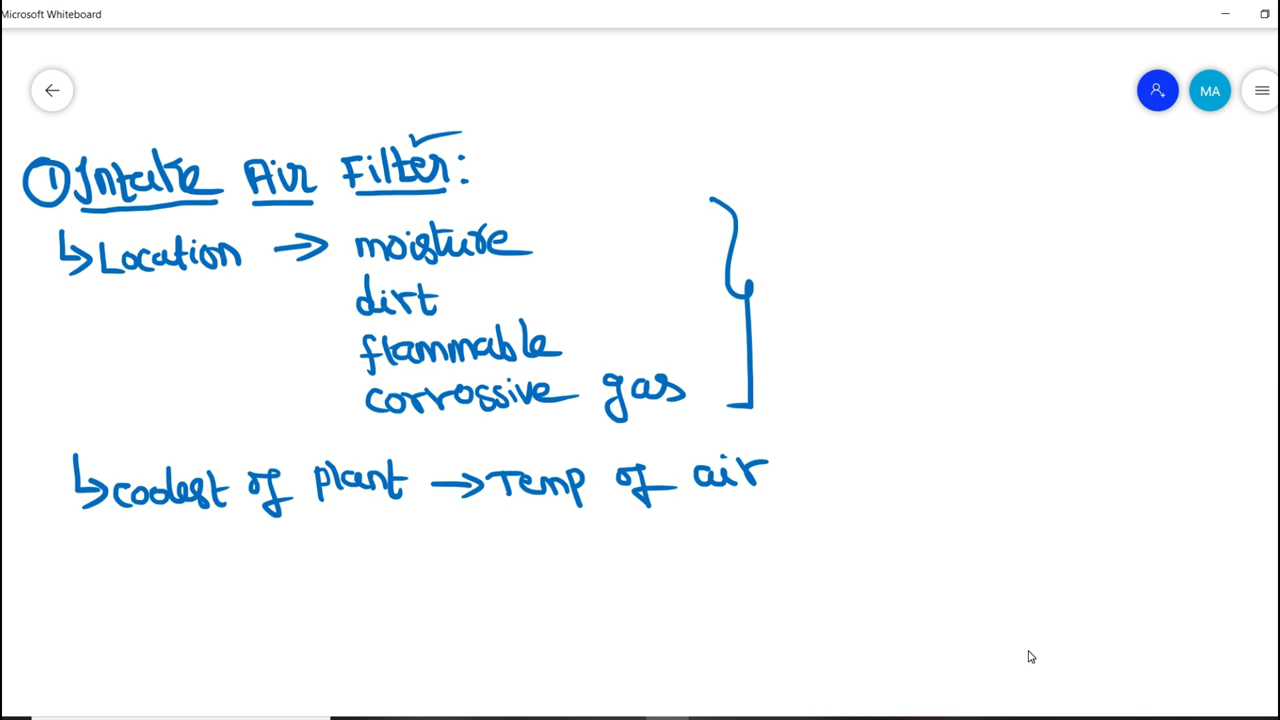 Microsoft Whiteboard
MA
① Intake Air Filter:
↳ Location → moisture
dirt
flammable
corrossive gas
↳ coolest of plant → Temp of air